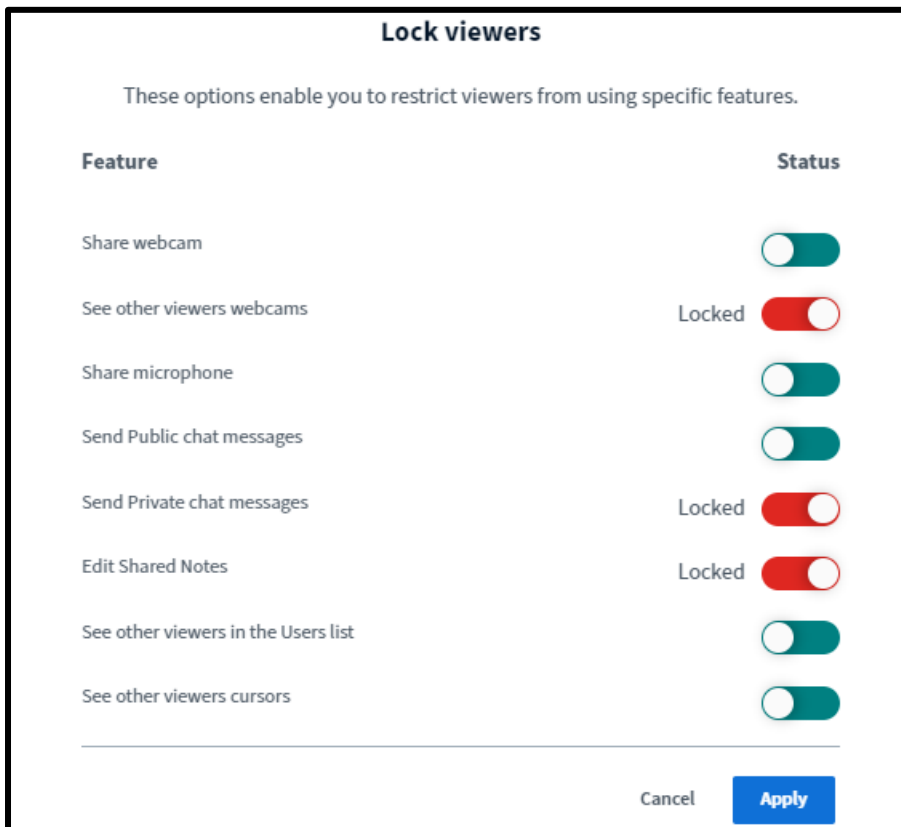 Lock viewers
These options enable you to restrict viewers from using specific features.
Feature Status
Share webcam
See other viewers webcams Locked
Share microphone
Send Public chat messages
Send Private chat messages Locked
Edit Shared Notes Locked
See other viewers in the Users list
See other viewers cursors
Cancel Apply